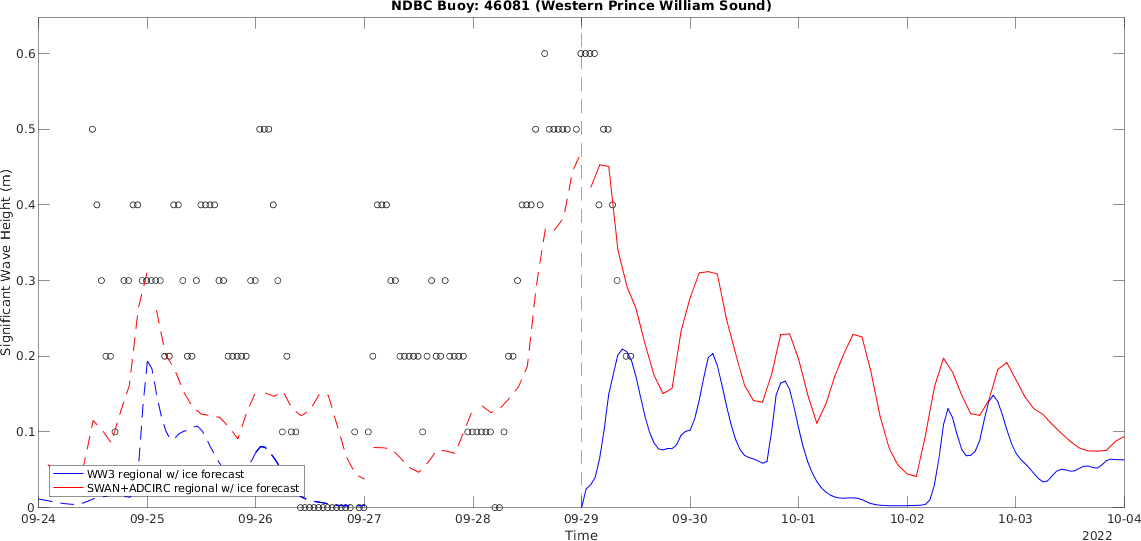 NDBC Buoy: 46081 (Western Prince William Sound)
Significant Wave Height (m)
0.6
0.5
0.4
0.3
0.2
0.1
0
WW3 regional w/ ice forecast
SWAN+ADCIRC regional w/ ice forecast
09-24 09-25 09-26 09-27 09-28 09-29 09-30 10-01 10-02 10-03 10-04
Time
2022